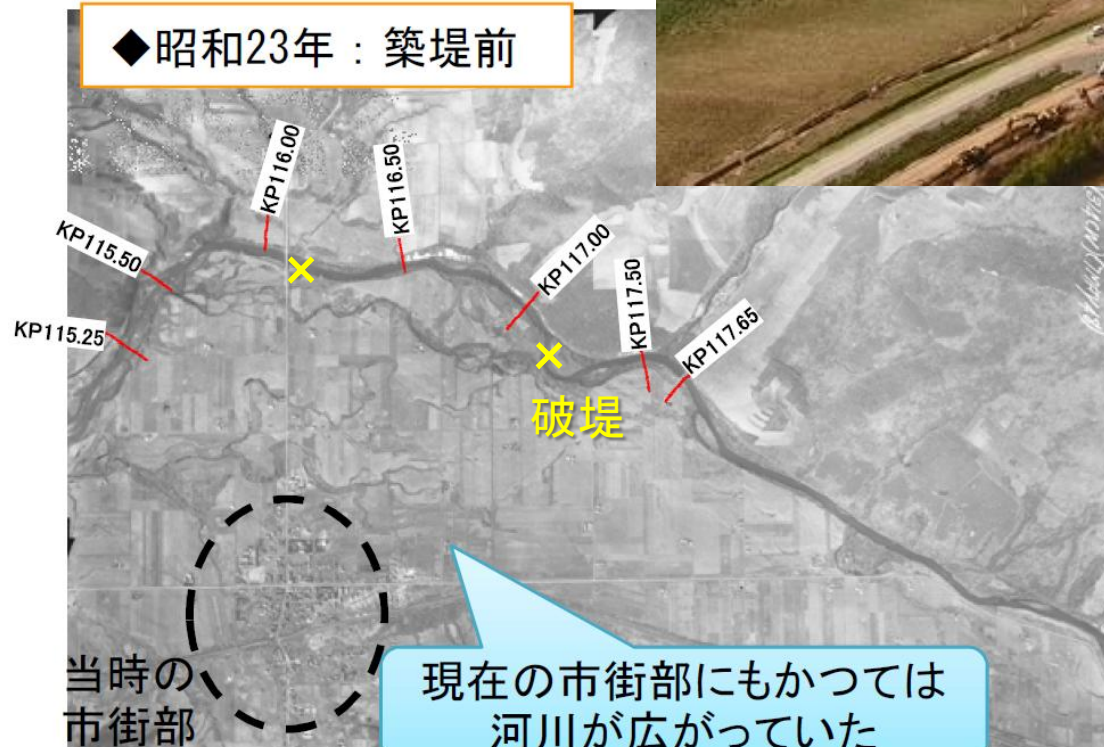 ◆昭和23年：築堤前
KP116.00
KP116.50
KP115.50
KP117.00
KP117.50
KP115.25
KP117.65
破堤
当時の
市街部
現在の市街部にもかつては
河川が広がっていた